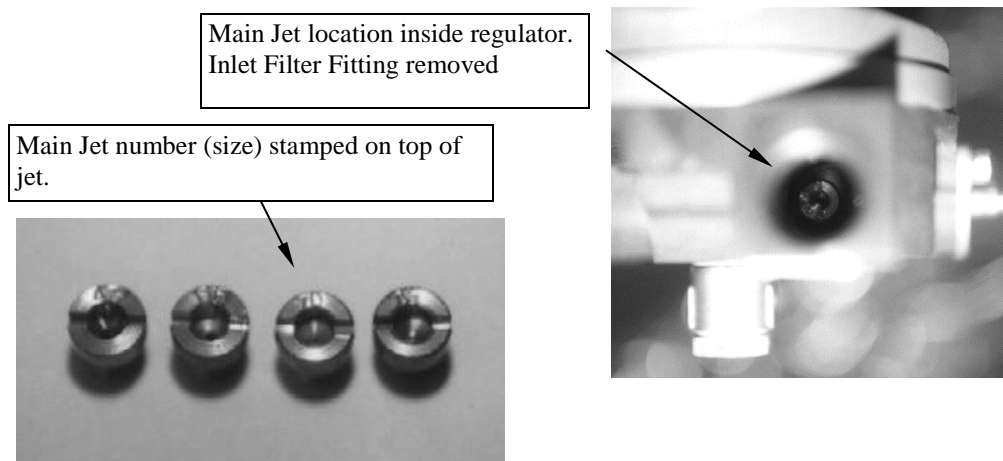 Main Jet location inside regulator.
Inlet Filter Fitting removed
Main Jet number (size) stamped on top of
jet.